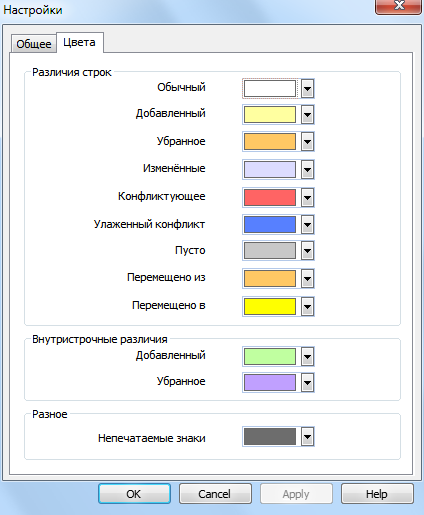 Настройки
Общее
Цвета
Различия строк
Обычный
Добавленный
Убранное
Изменённые
Конфликтующее
Улаженный конфликт
Пусто
Перемещено из
Перемещено в
Внутристрочные различия
Добавленный
Убранное
Разное
Непечатаемые знаки
OK
Cancel
Apply
Help